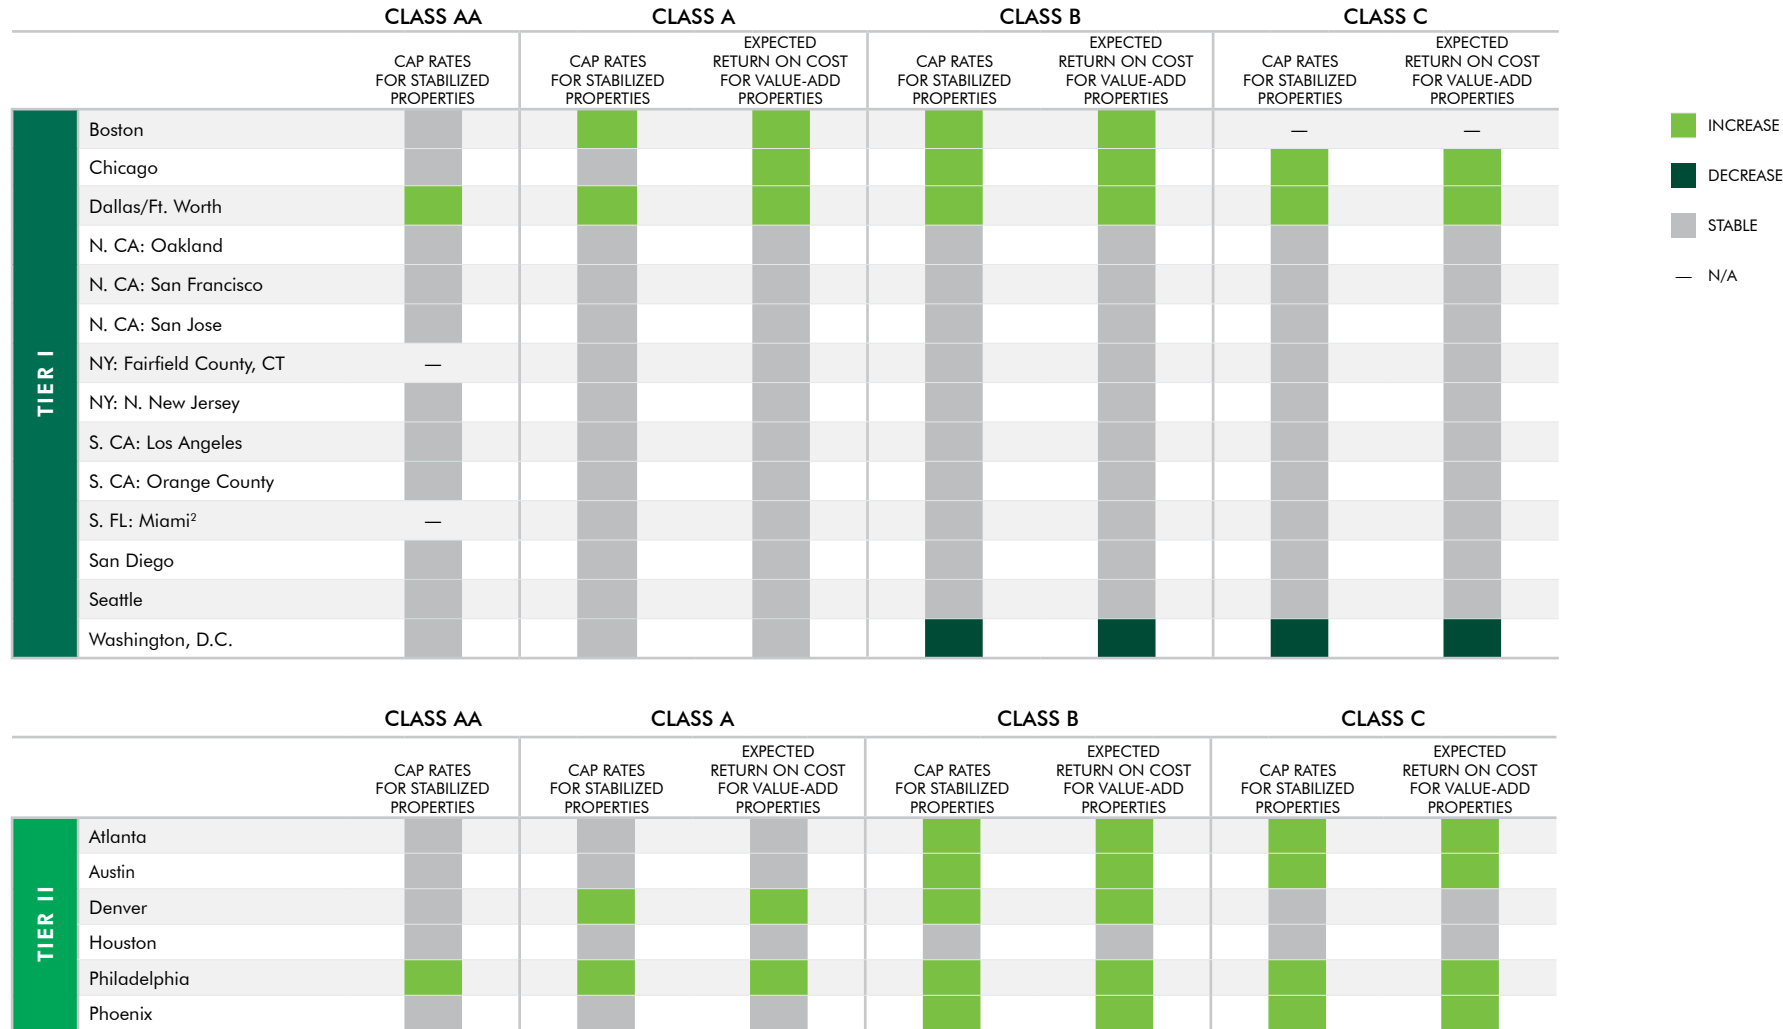 CLASS AA CLASS A CLASS B CLASS C
CAP RATES
FOR STABILIZED
PROPERTIES
CAP RATES
FOR STABILIZED
PROPERTIES
EXPECTED
RETURN ON COST
FOR VALUE-ADD
PROPERTIES
CAP RATES
FOR STABILIZED
PROPERTIES
EXPECTED
RETURN ON COST
FOR VALUE-ADD
PROPERTIES
CAP RATES
FOR STABILIZED
PROPERTIES
EXPECTED
RETURN ON COST
FOR VALUE-ADD
PROPERTIES
TIER I
Boston — —
Chicago
Dallas/Ft. Worth
N. CA: Oakland
N. CA: San Francisco
N. CA: San Jose
NY: Fairfield County, CT —
NY: N. New Jersey
S. CA: Los Angeles
S. CA: Orange County
S. FL: Miami² —
San Diego
Seattle
Washington, D.C.
INCREASE
DECREASE
STABLE
— N/A
CLASS AA CLASS A CLASS B CLASS C
CAP RATES
FOR STABILIZED
PROPERTIES
CAP RATES
FOR STABILIZED
PROPERTIES
EXPECTED
RETURN ON COST
FOR VALUE-ADD
PROPERTIES
CAP RATES
FOR STABILIZED
PROPERTIES
EXPECTED
RETURN ON COST
FOR VALUE-ADD
PROPERTIES
CAP RATES
FOR STABILIZED
PROPERTIES
EXPECTED
RETURN ON COST
FOR VALUE-ADD
PROPERTIES
TIER II
Atlanta
Austin
Denver
Houston
Philadelphia
Phoenix